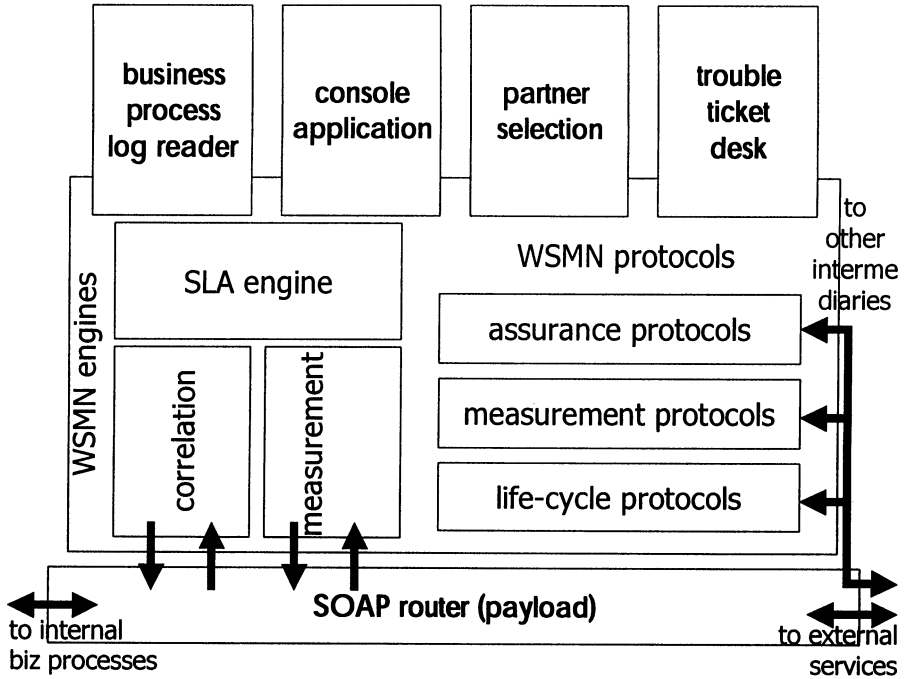 business
process
log reader
console
application
partner
selection
trouble
ticket
desk
to
other
interme
diaries
WSMN engines
SLA engine
correlation
measurement
WSMN protocols
assurance protocols
measurement protocols
life-cycle protocols
SOAP router (payload)
to internal
biz processes
to external
services